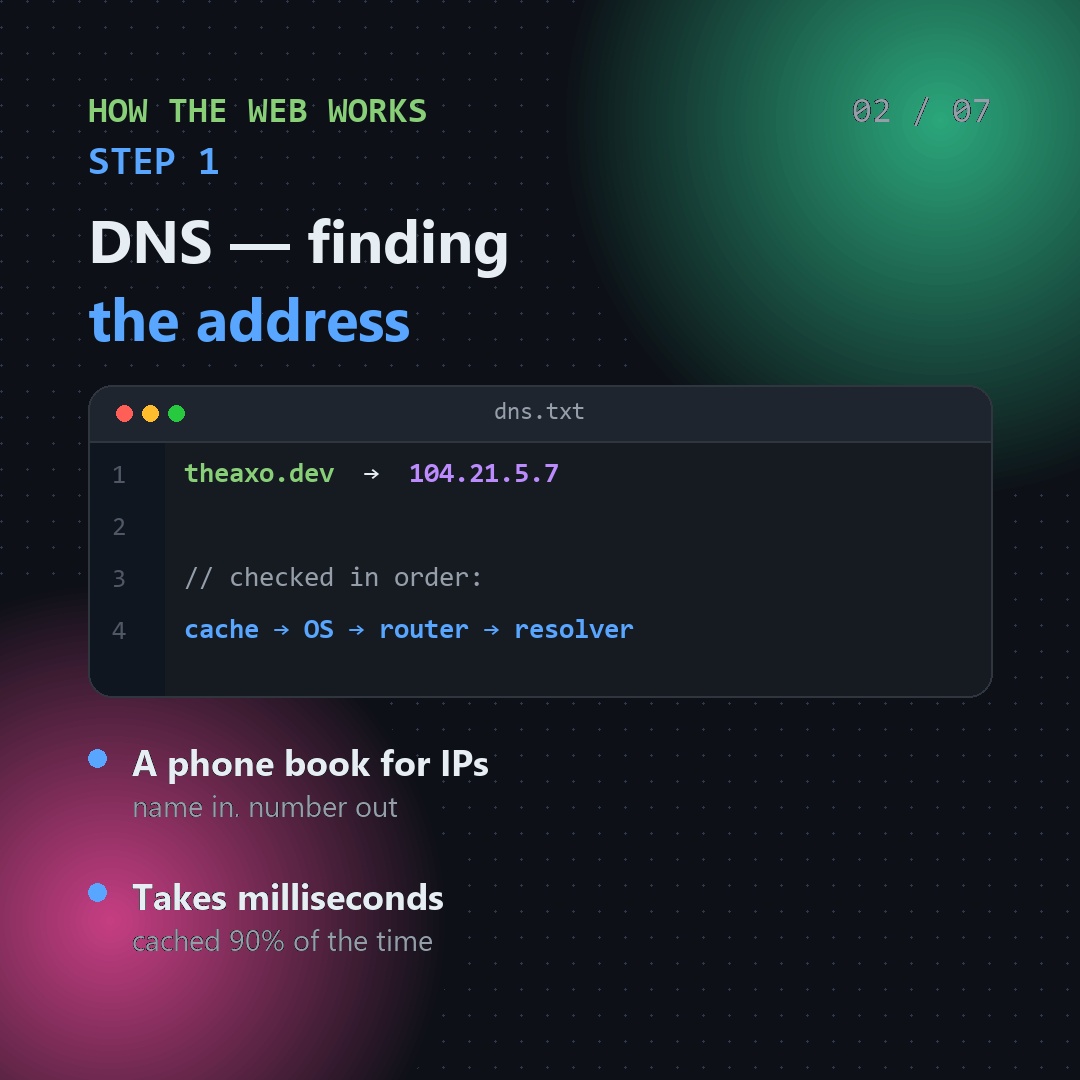 HOW THE WEB WORKS
02 / 07
STEP 1
DNS — finding
the address
dns.txt
1 theaxo.dev → 104.21.5.7
2
3 // checked in order:
4 cache → OS → router → resolver
A phone book for IPs
name in, number out
Takes milliseconds
cached 90% of the time